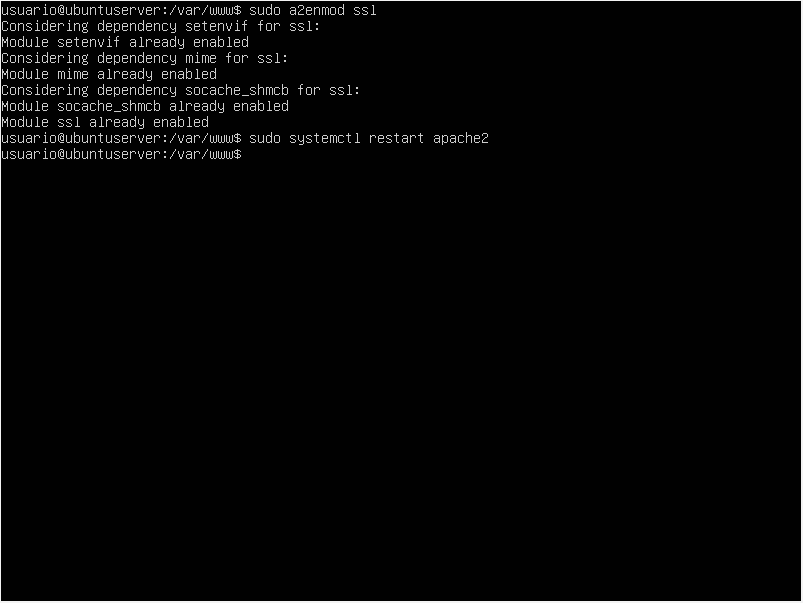 usuario@ubuntuserver:/var/www$ sudo a2enmod ssl
Considering dependency setenvif for ssl:
Module setenvif already enabled
Considering dependency mime for ssl:
Module mime already enabled
Considering dependency socache_shmcb for ssl:
Module socache_shmcb already enabled
Module ssl already enabled
usuario@ubuntuserver:/var/www$ sudo systemctl restart apache2
usuario@ubuntuserver:/var/www$